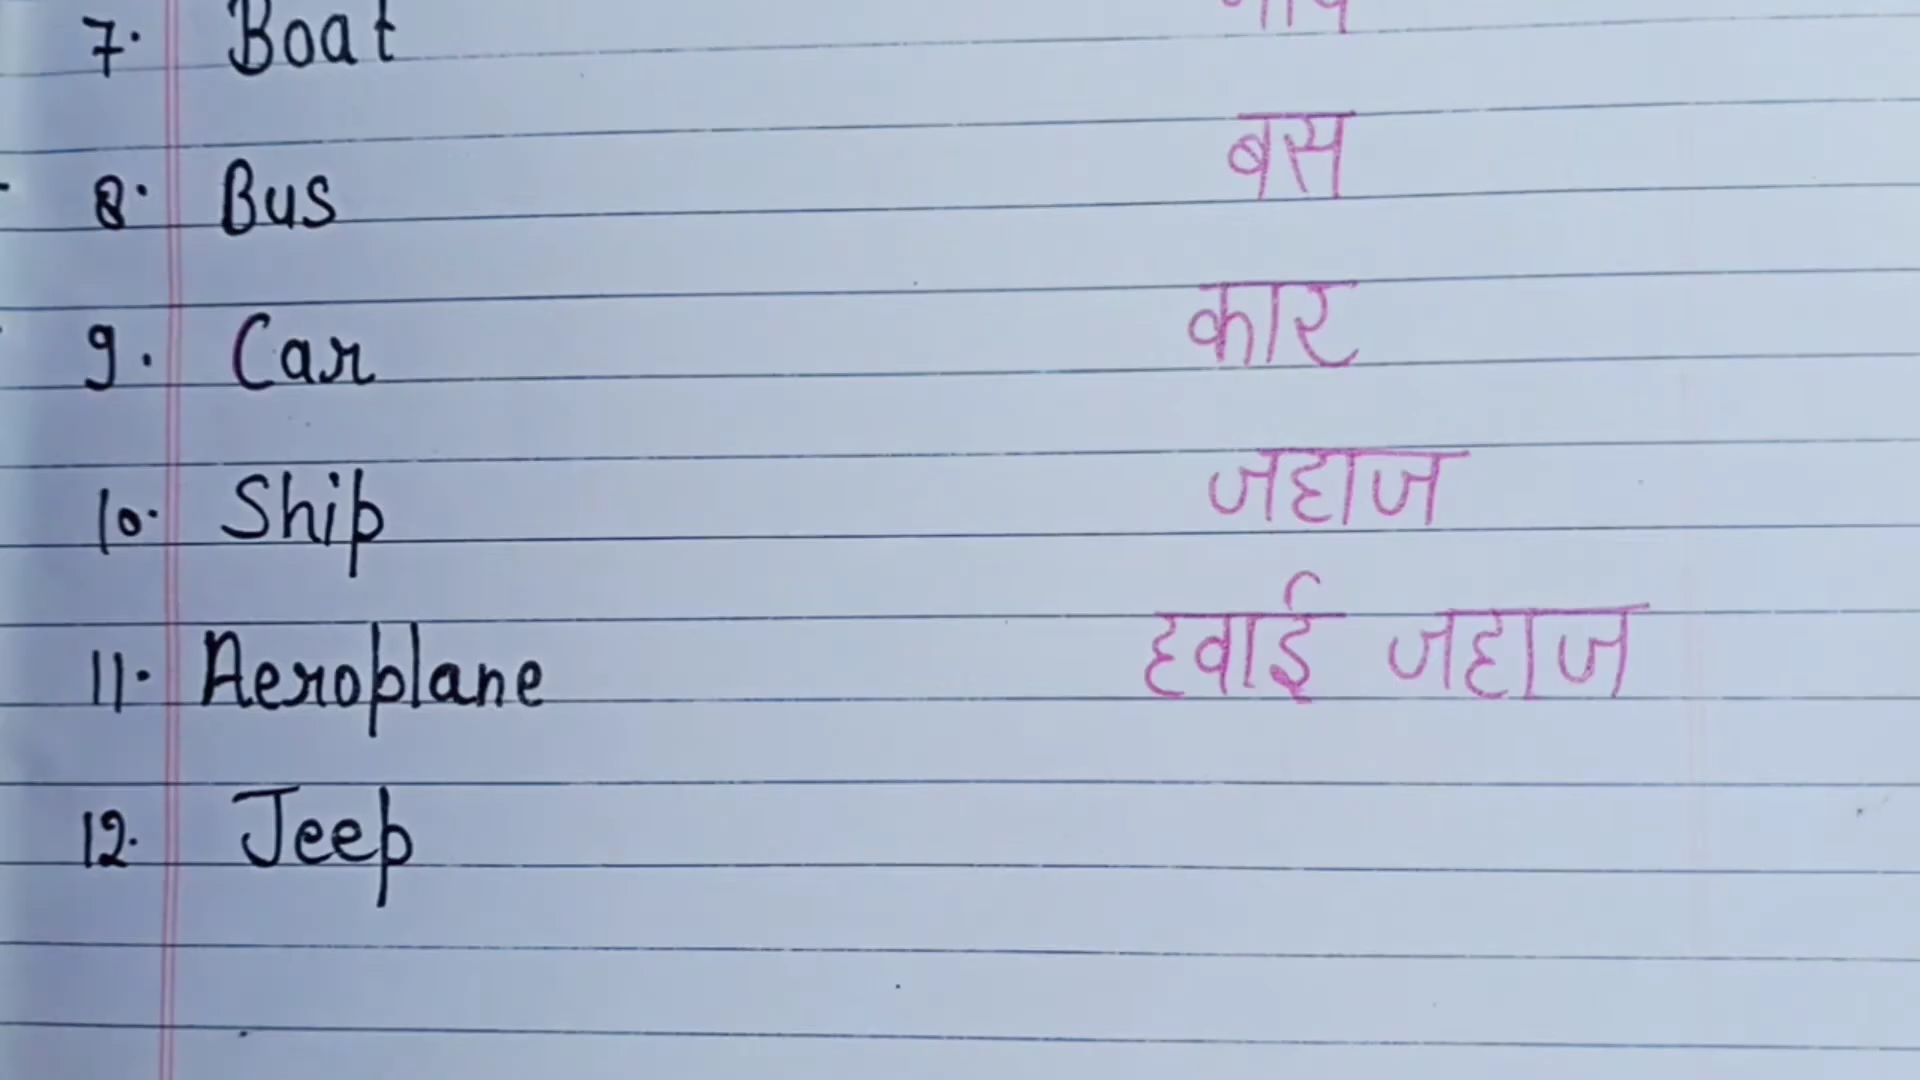 7. Boat
8. Bus बस
9. Car कार
10. Ship जहाज
11. Aeroplane हवाई जहाज
12. Jeep